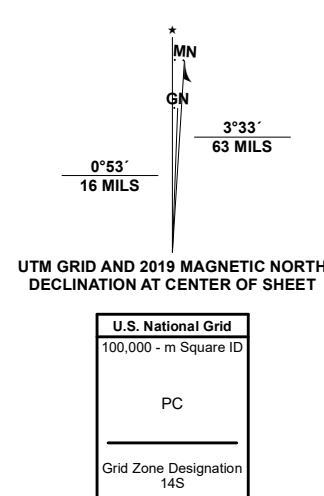 ★
MN
GN
3°33´
63 MILS
0°53´
16 MILS
UTM GRID AND 2019 MAGNETIC NORTH
DECLINATION AT CENTER OF SHEET
U.S. National Grid
100,000 - m Square ID
PC
Grid Zone Designation
14S